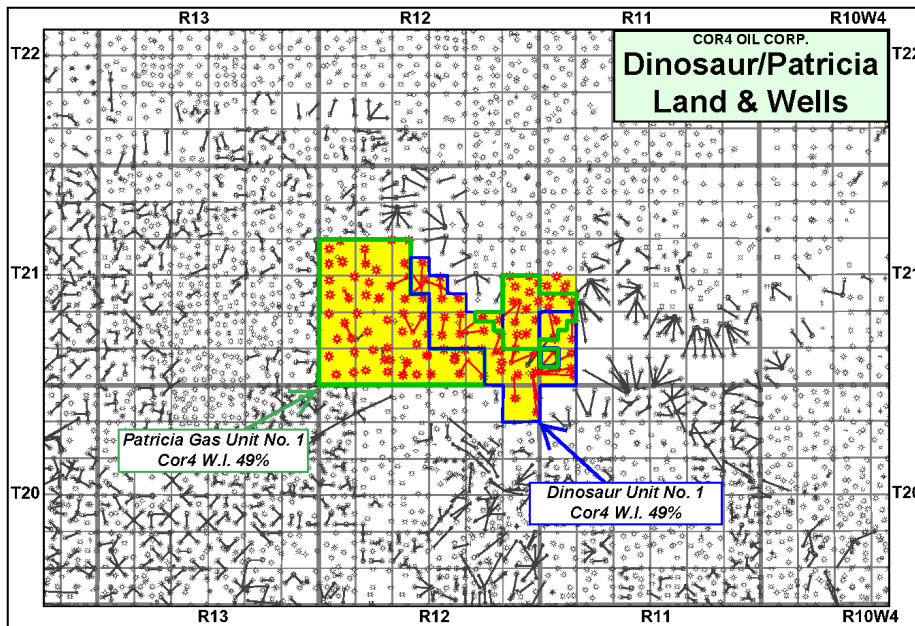 R13 R12 R11 R10W4
COR4 OIL CORP.
Dinosaur/Patricia
Land & Wells
T22 T22
T21 T21
Patricia Gas Unit No. 1
Cor4 W.I. 49%
Dinosaur Unit No. 1
Cor4 W.I. 49%
T20 T20
R13 R12 R11 R10W4